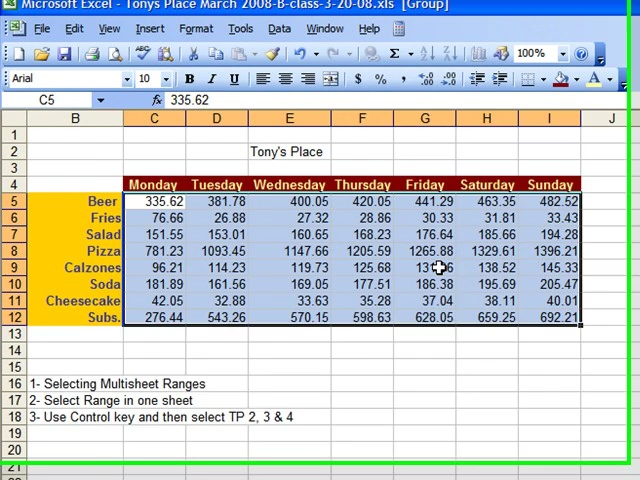 Microsoft Excel - Tonys Place March 2008-B-class-3-20-08.xls [Group]
File Edit View Insert Format Tools Data Window Help
100%
Arial 10 B I U $ %
C5 fx 335.62
B C D E F G H I J
1
2 Tony's Place
3
4 Monday Tuesday Wednesday Thursday Friday Saturday Sunday
5 Beer 335.62 381.78 400.05 420.05 441.29 463.35 482.52
6 Fries 76.66 26.88 27.32 28.86 30.33 31.81 33.43
7 Salad 151.55 153.01 160.65 168.23 176.64 185.66 194.28
8 Pizza 781.23 1093.45 1147.66 1205.59 1265.88 1329.61 1396.21
9 Calzones 96.21 114.23 119.73 125.68 138.52 145.33
10 Soda 181.89 161.56 169.05 177.51 186.38 195.69 205.47
11 Cheesecake 42.05 32.88 33.63 35.28 37.04 38.11 40.01
12 Subs. 276.44 543.26 570.15 598.63 628.05 659.25 692.21
13
14
15
16 1- Selecting Multisheet Ranges
17 2- Select Range in one sheet
18 3- Use Control key and then select TP 2, 3 & 4
19
20
21